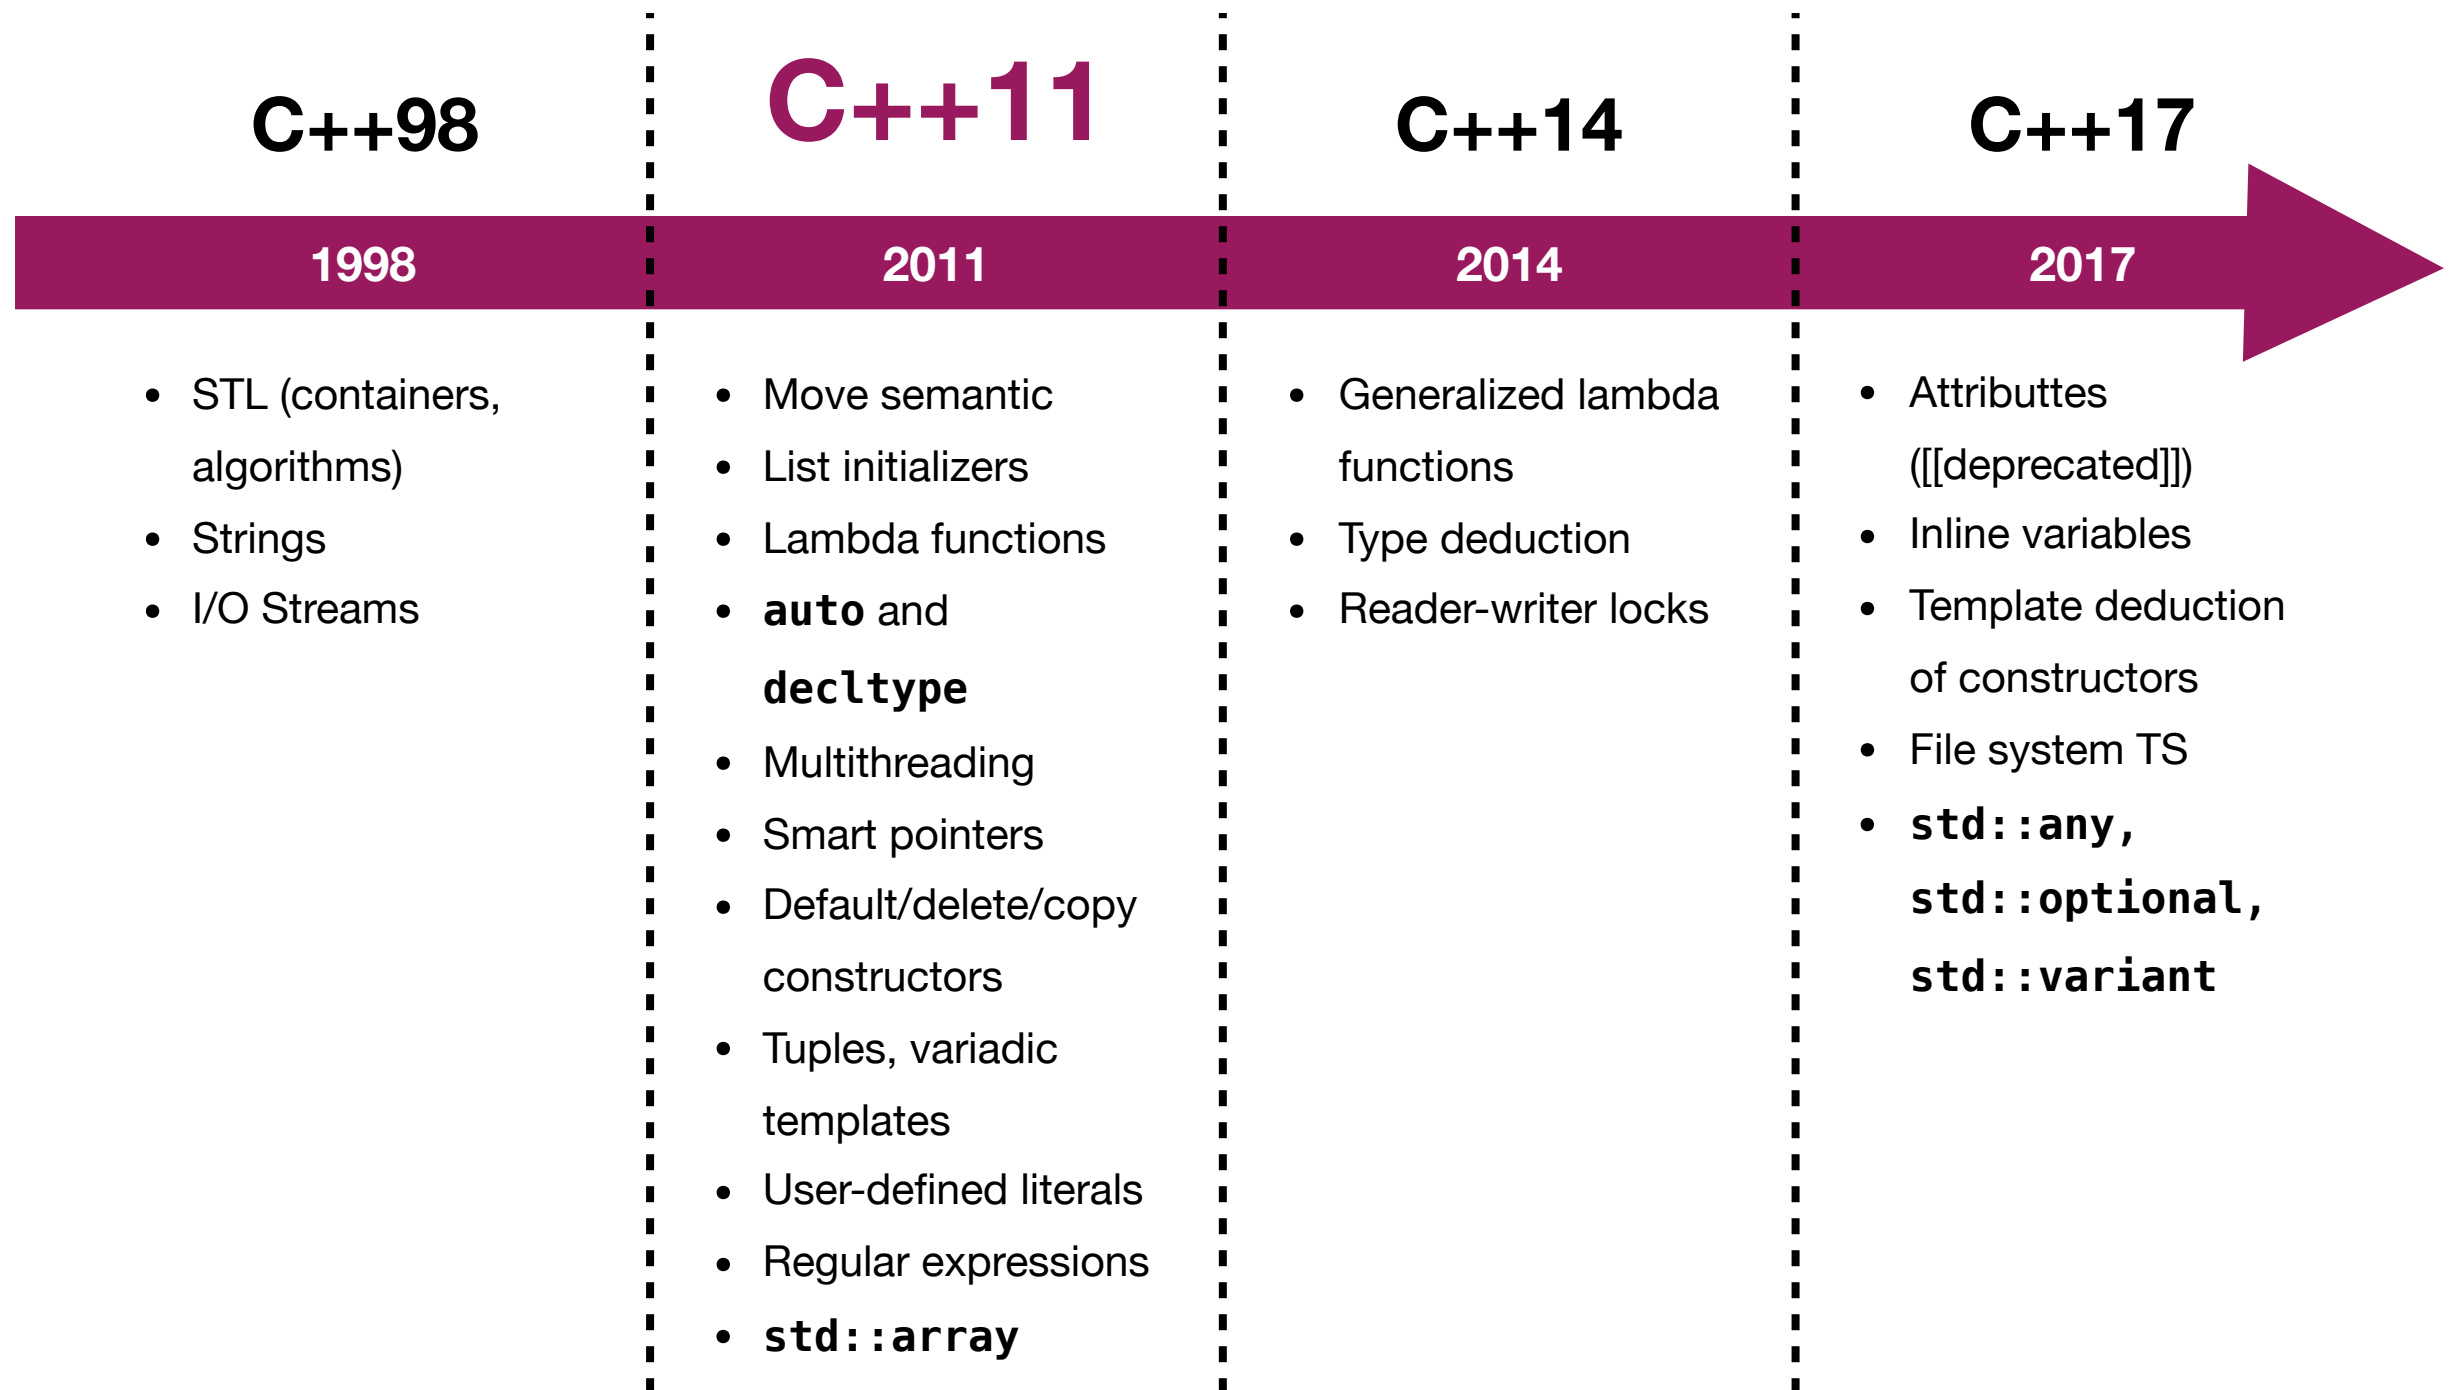 C++98
C++11
C++14
C++17
1998
2011
2014
2017
• STL (containers,
algorithms)
• Strings
• I/O Streams
• Move semantic
• List initializers
• Lambda functions
• auto and
decltype
• Multithreading
• Smart pointers
• Default/delete/copy
constructors
• Tuples, variadic
templates
• User-defined literals
• Regular expressions
• std::array
• Generalized lambda
functions
• Type deduction
• Reader-writer locks
• Attributtes
([[deprecated]])
• Inline variables
• Template deduction
of constructors
• File system TS
• std::any,
std::optional,
std::variant